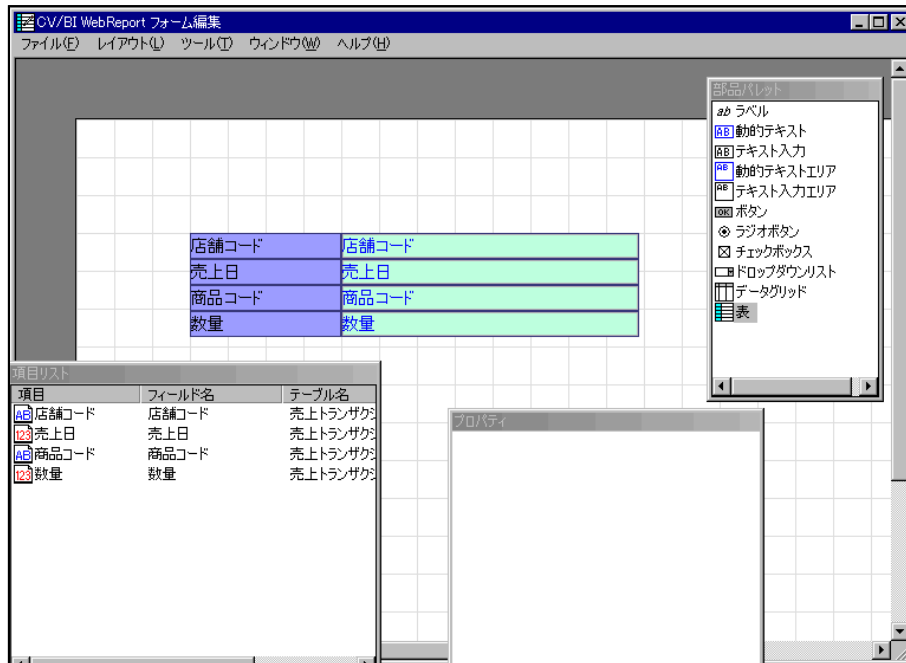 CV/BI WebReport フォーム編集
ファイル(F) レイアウト(L) ツール(T) ウィンドウ(W) ヘルプ(H)
部品パレット
ab ラベル
AB 動的テキスト
AB テキスト入力
AB 動的テキストエリア
AB テキスト入力エリア
OK ボタン
ラジオボタン
チェックボックス
ドロップダウンリスト
データグリッド
表
店舗コード 店舗コード
売上日 売上日
商品コード 商品コード
数量 数量
項目リスト
項目 フィールド名 テーブル名
AB 店舗コード 店舗コード 売上トランザクシ
123 売上日 売上日 売上トランザクシ
AB 商品コード 商品コード 売上トランザクシ
123 数量 数量 売上トランザクシ
プロパティ